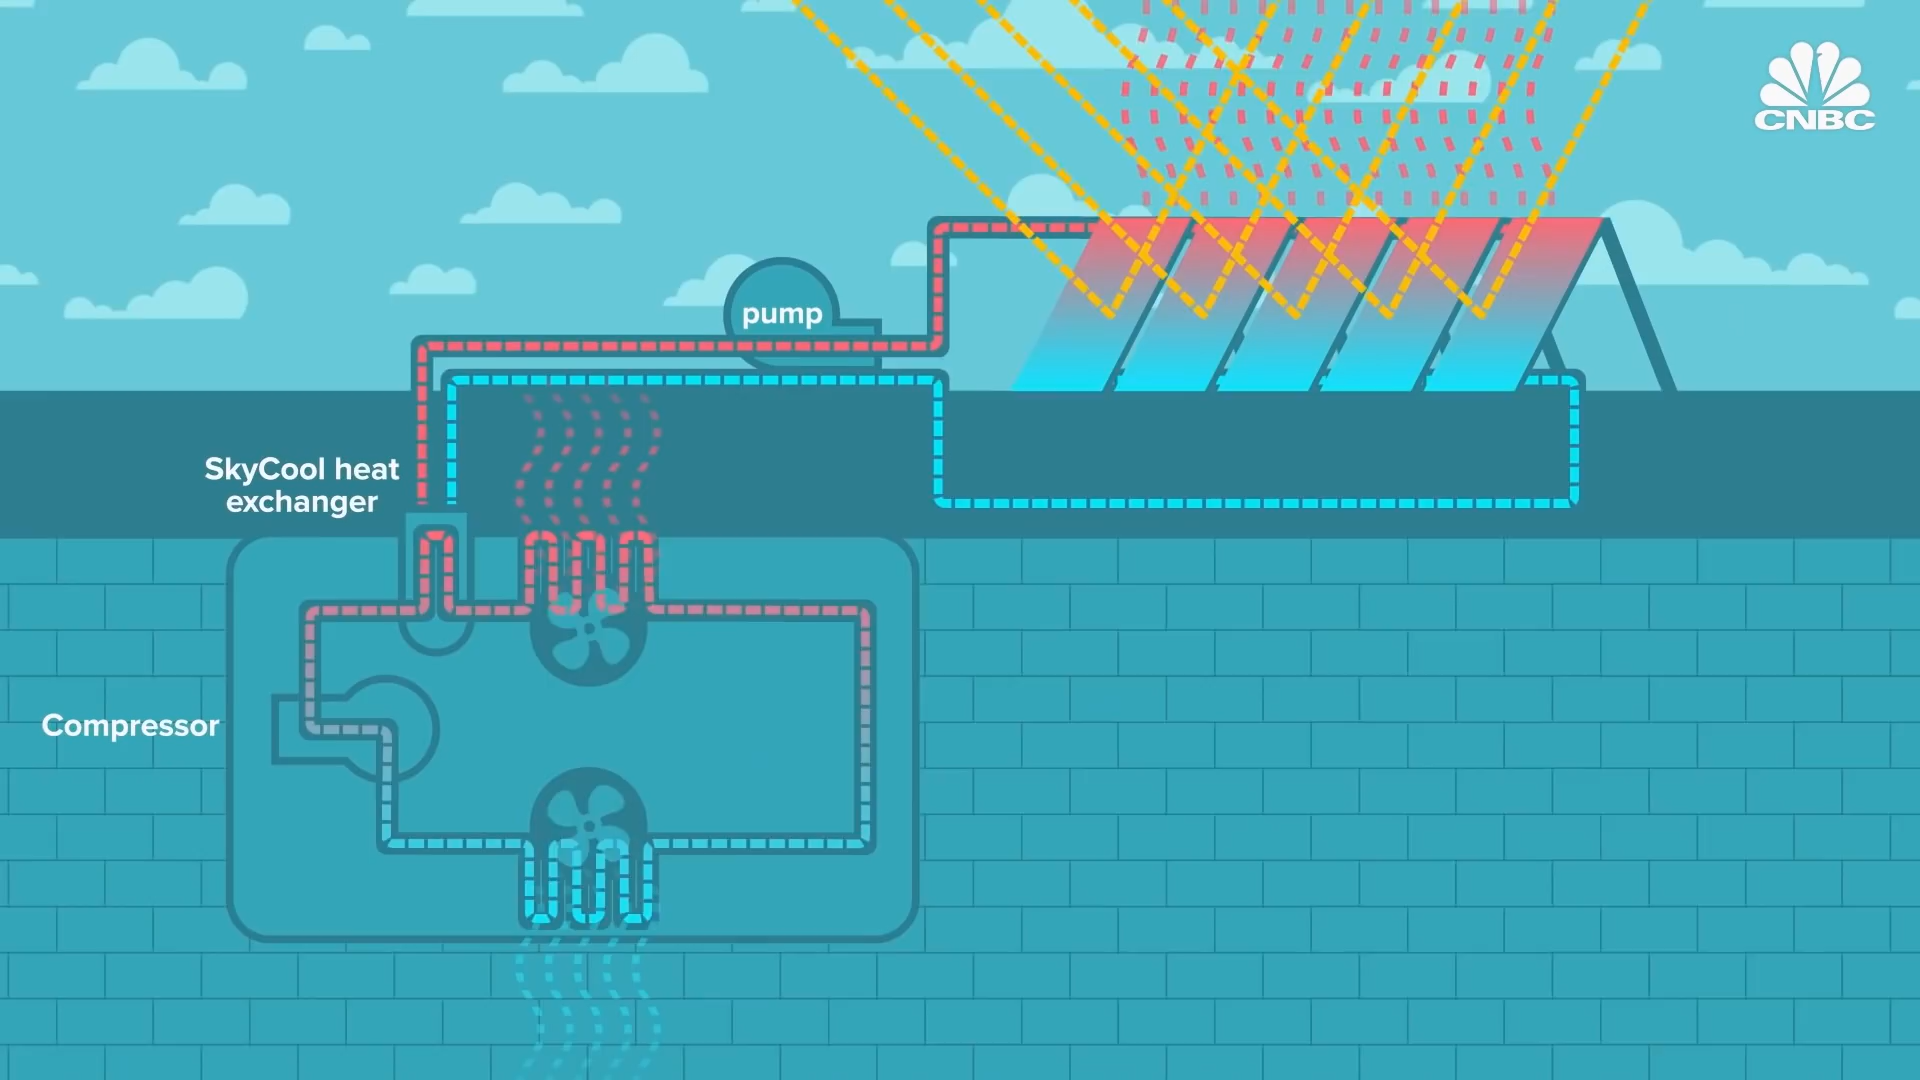 CNBC
pump
SkyCool heat
exchanger
Compressor